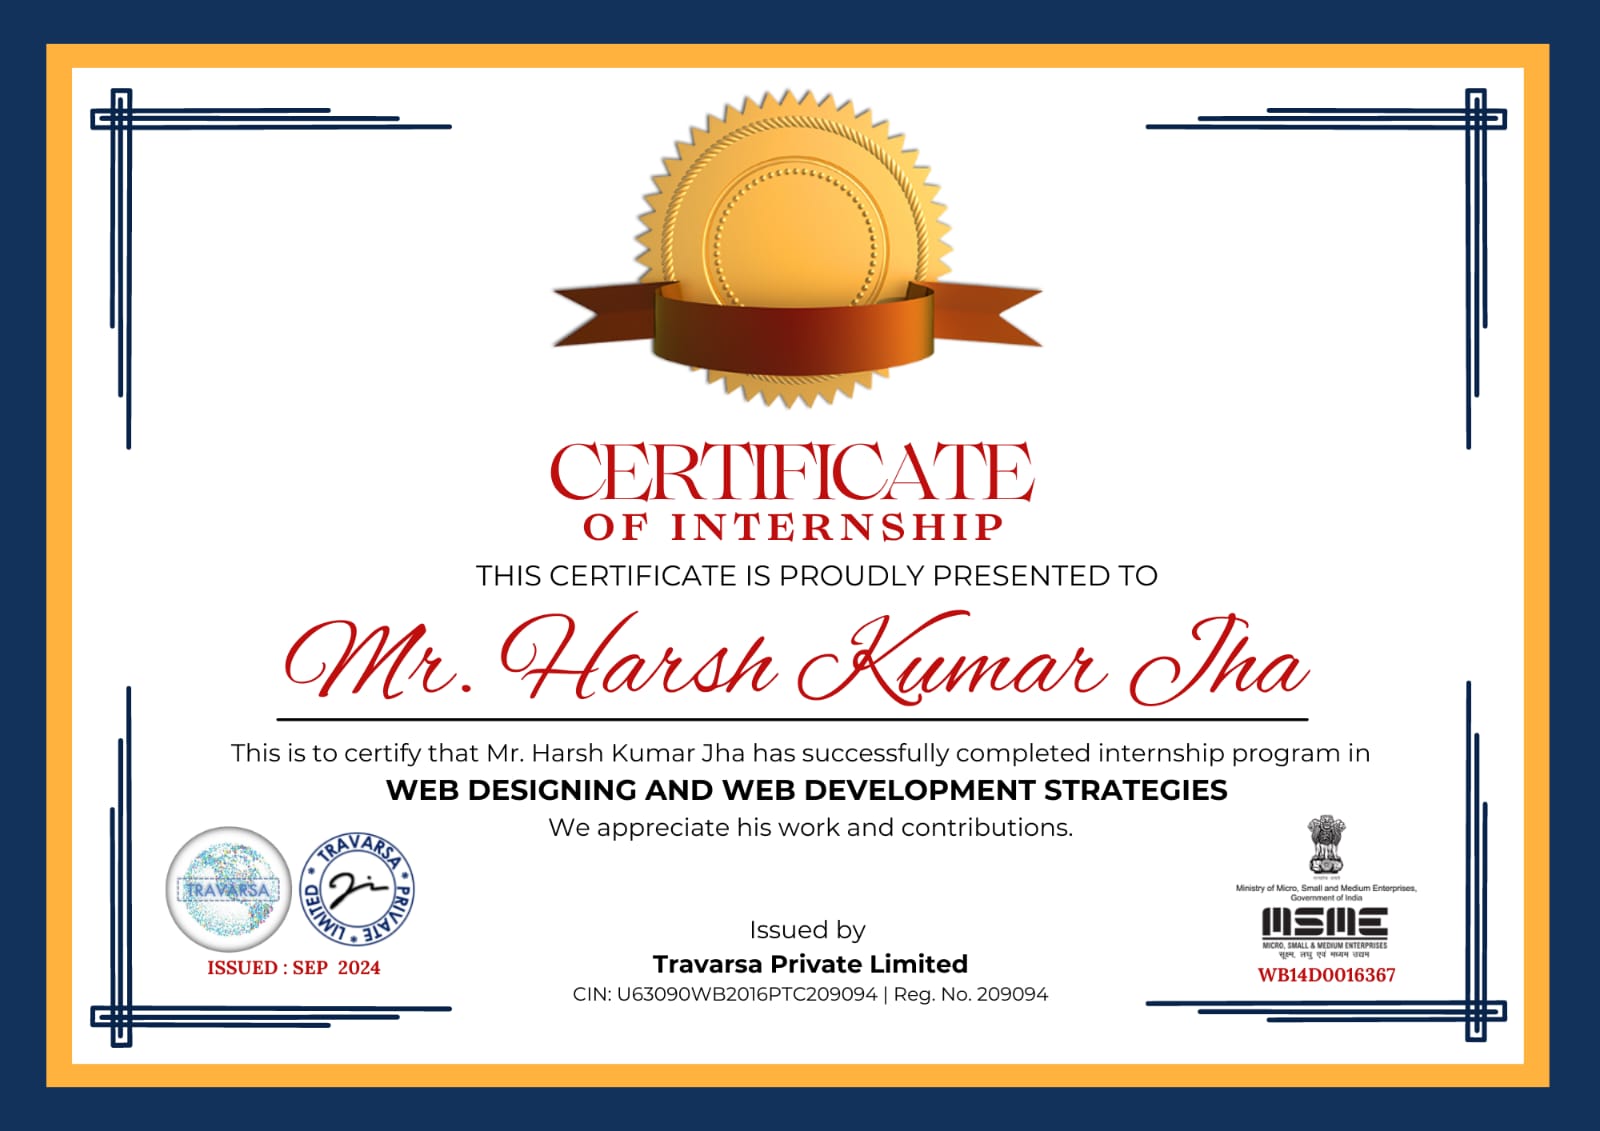 CERTIFICATE
OF INTERNSHIP
THIS CERTIFICATE IS PROUDLY PRESENTED TO
Mr. Harsh Kumar Jha
This is to certify that Mr. Harsh Kumar Jha has successfully completed internship program in
WEB DESIGNING AND WEB DEVELOPMENT STRATEGIES
We appreciate his work and contributions.
TRAVARSA
* TRAVARSA * PRIVATE * LIMITED
ISSUED : SEP 2024
Issued by
Travarsa Private Limited
CIN: U63090WB2016PTC209094 | Reg. No. 209094
Ministry of Micro, Small and Medium Enterprises,
Government of India
MSME
MICRO, SMALL & MEDIUM ENTERPRISES
सूक्ष्म, लघु एवं मध्यम उद्यम
WB14D0016367